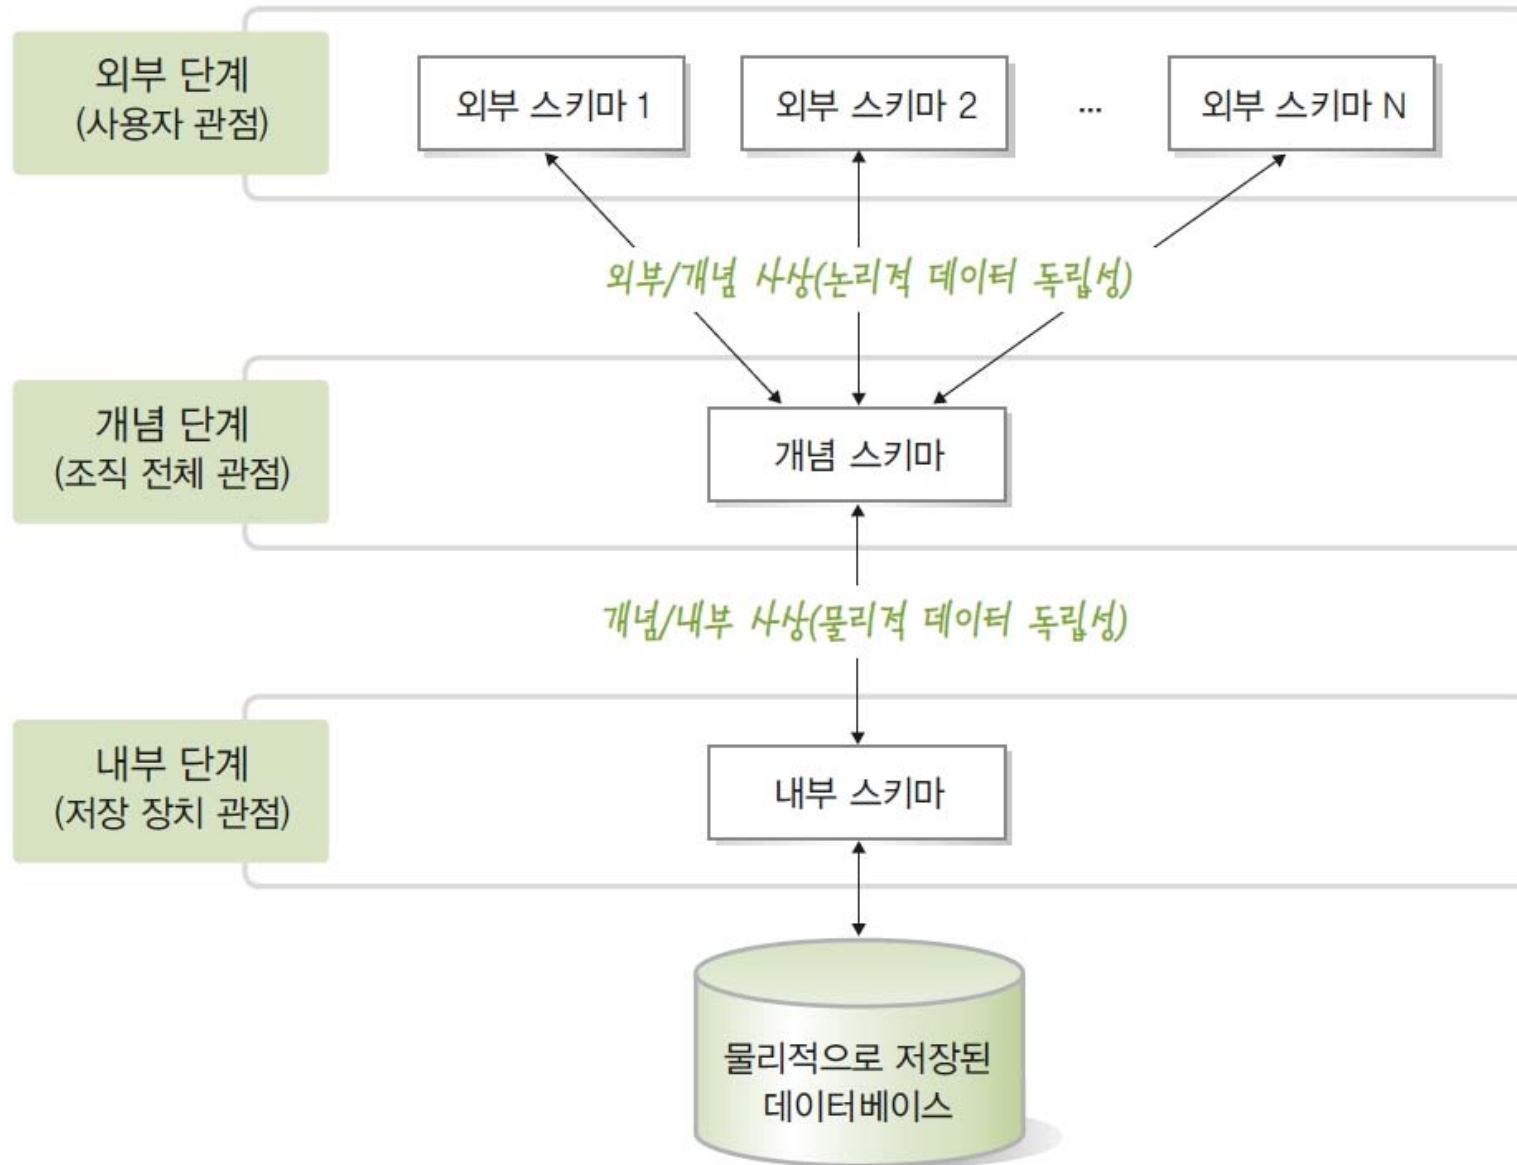 외부 단계
(사용자 관점)
외부 스키마 1
외부 스키마 2
...
외부 스키마 N
외부/개념 사상(논리적 데이터 독립성)
개념 단계
(조직 전체 관점)
개념 스키마
개념/내부 사상(물리적 데이터 독립성)
내부 단계
(저장 장치 관점)
내부 스키마
물리적으로 저장된
데이터베이스